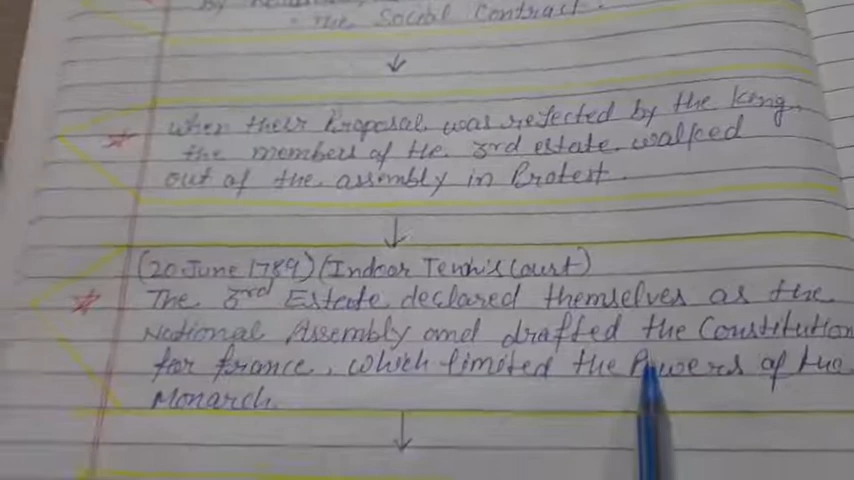 the Social Contract.
when their Proposal was rejected by the King,
the members of the 3rd estate walked
out of the assembly in Protest.
(20 June 1789) (Indoor Tennis Court)
The 3rd Estate declared themselves as the
National Assembly and drafted the Constitution
for france, which limited the Powers of the
Monarch